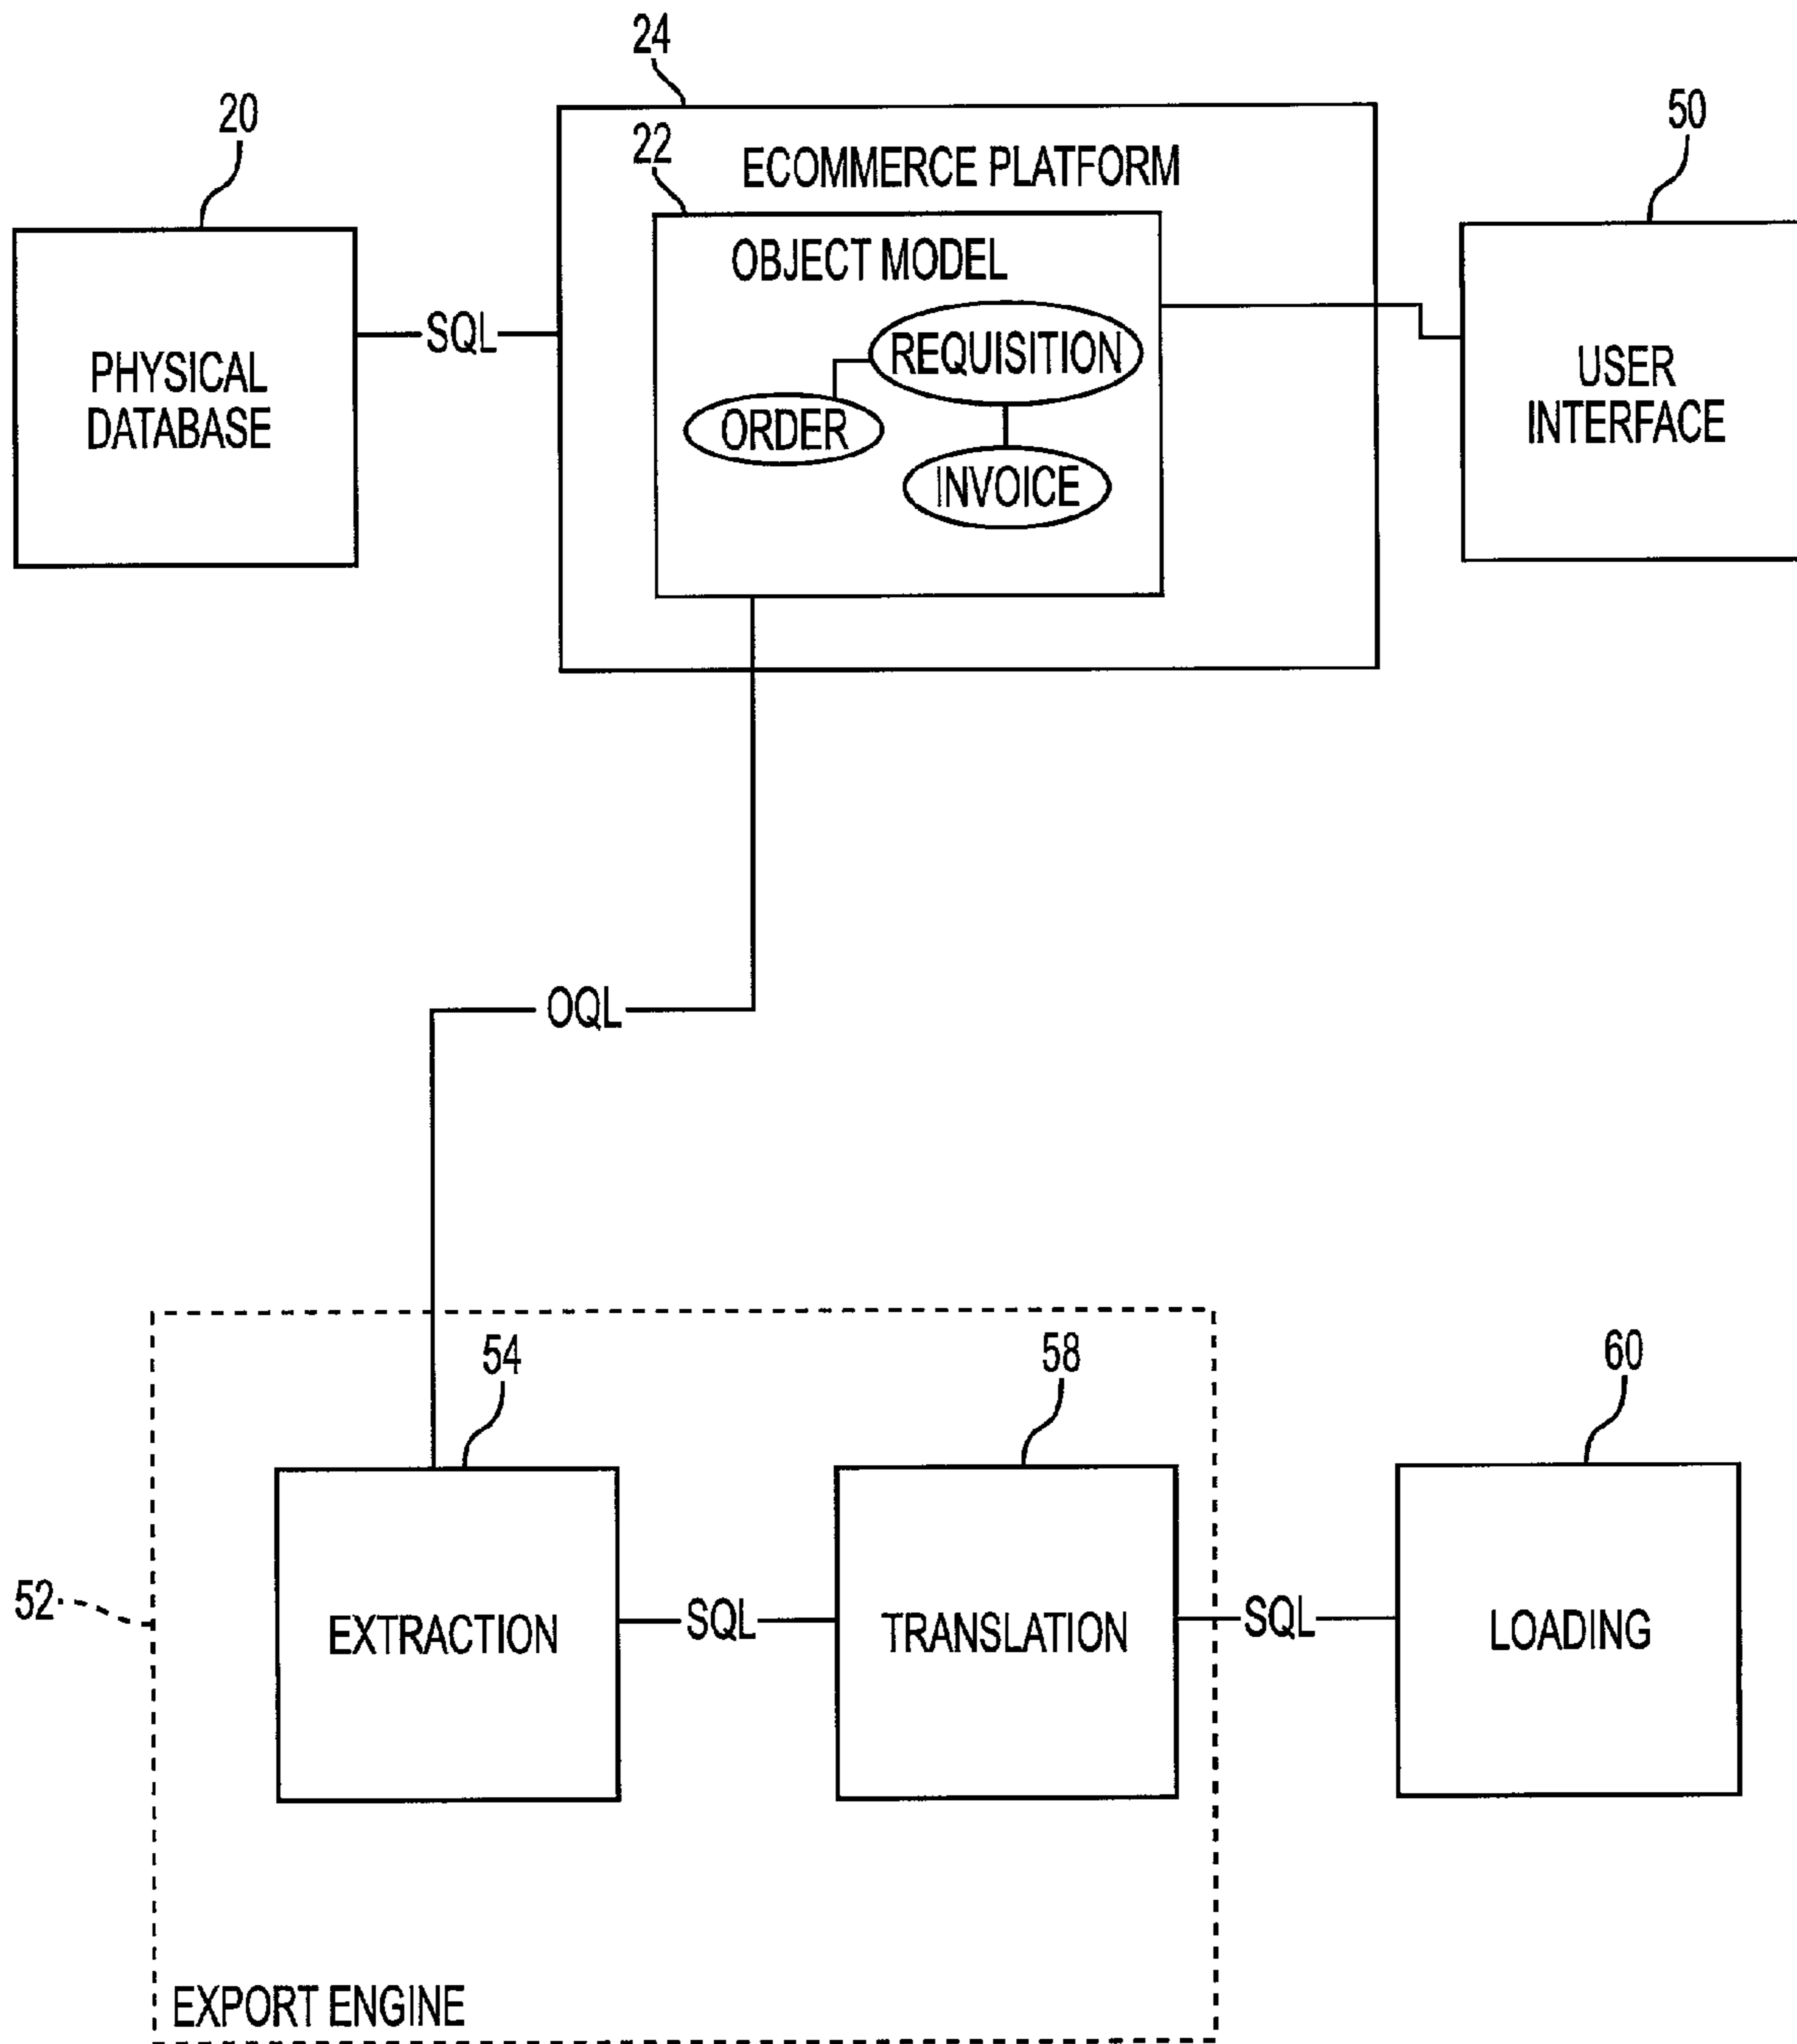 24
20
50
22
ECOMMERCE PLATFORM
OBJECT MODEL
REQUISITION
SQL
PHYSICAL
DATABASE
USER
INTERFACE
ORDER
INVOICE
OQL
54
58
60
52
EXTRACTION
SQL
TRANSLATION
SQL
LOADING
EXPORT ENGINE